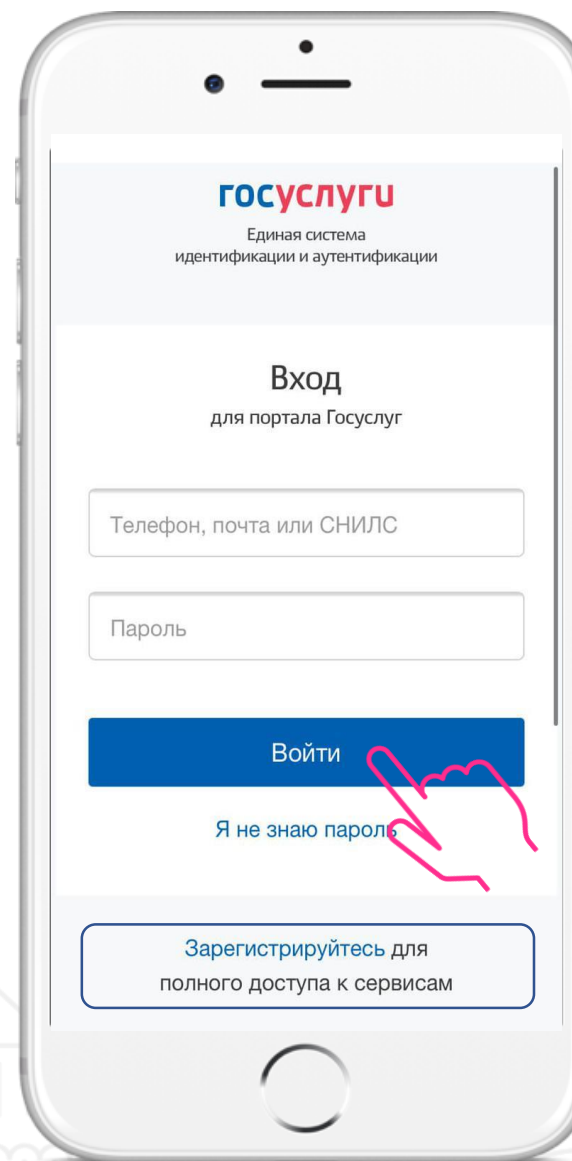 госуслуги
Единая система
идентификации и аутентификации
Вход
для портала Госуслуг
Телефон, почта или СНИЛС
Пароль
Войти
Я не знаю пароль
Зарегистрируйтесь для
полного доступа к сервисам